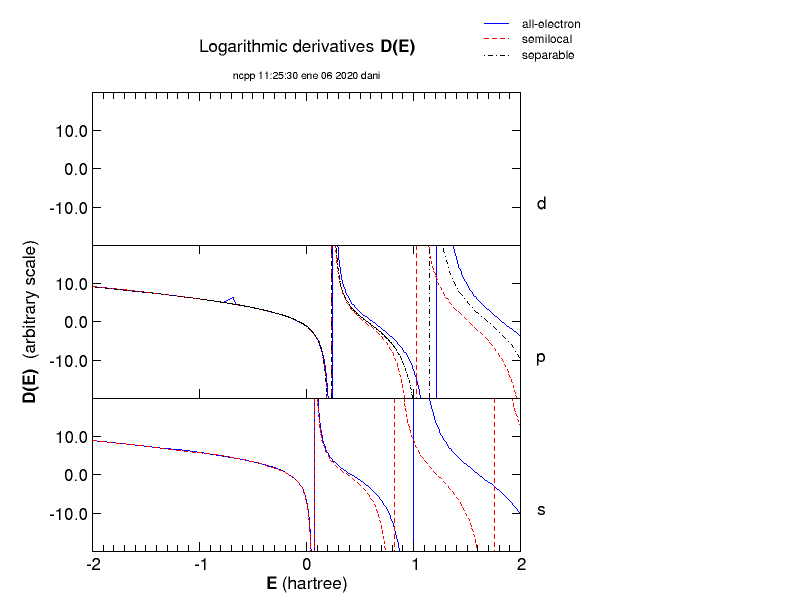 all-electron
semilocal
separable
Logarithmic derivatives D(E)
ncpp 11:25:30 ene 06 2020 dani
10.0
0.0
-10.0
d
10.0
0.0
-10.0
p
10.0
0.0
-10.0
s
D(E) (arbitrary scale)
-2 -1 0 1 2
E (hartree)